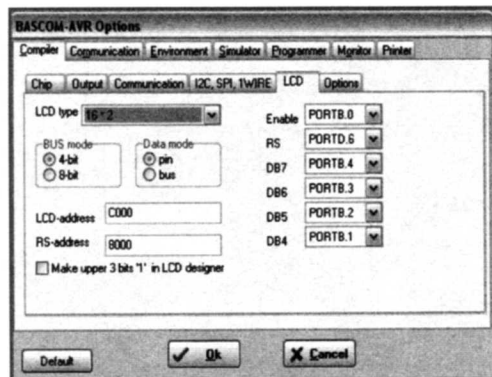 BASCOM-AVR Options
Compiler Communication Environment Simulator Programmer Monitor Printer
Chip Output Communication I2C, SPI, 1WIRE LCD Options
LCD type 16 * 2
BUS mode
4-bit
8-bit
Data mode
pin
bus
LCD-address C000
RS-address 8000
Make upper 3 bits '1' in LCD designer
Enable PORTB.0
RS PORTD.6
DB7 PORTB.4
DB6 PORTB.3
DB5 PORTB.2
DB4 PORTB.1
Default Ok Cancel